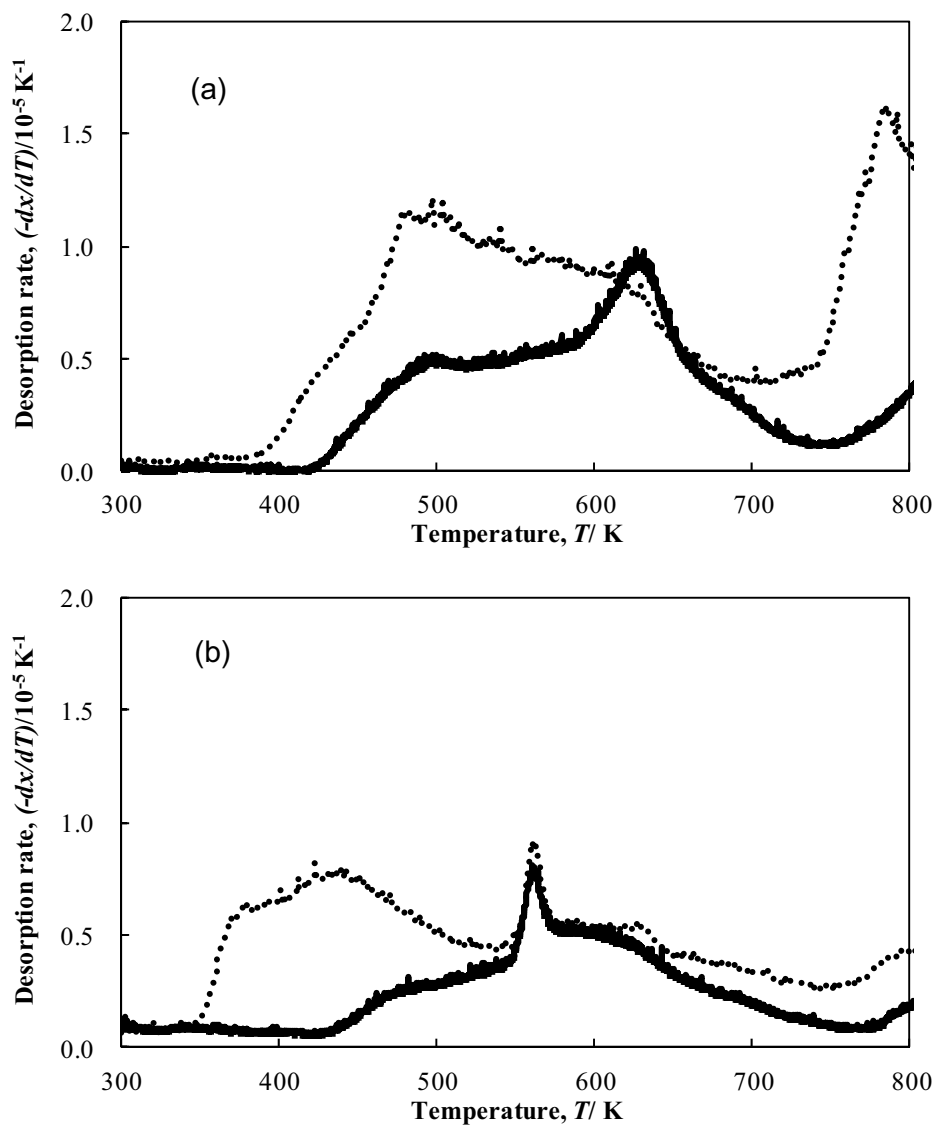 2.0
(a)
1.5
1.0
0.5
0.0
300 400 500 600 700 800
Temperature, T/ K
Desorption rate, (-dx/dT)/10-5 K-1
2.0
(b)
1.5
1.0
0.5
0.0
300 400 500 600 700 800
Temperature, T/ K
Desorption rate, (-dx/dT)/10-5 K-1